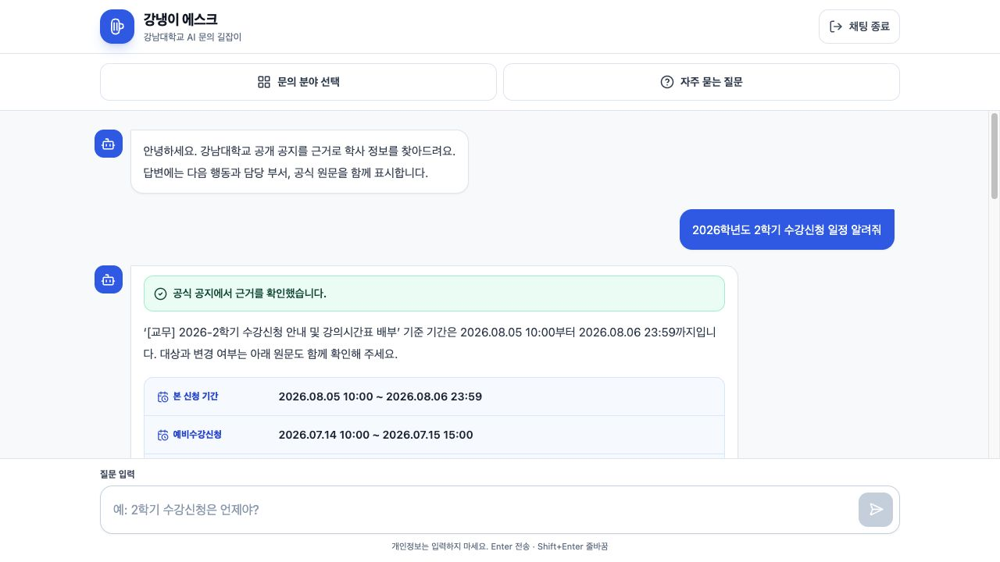 강냉이 에스크
강남대학교 AI 문의 길잡이
채팅 종료
문의 분야 선택
자주 묻는 질문
안녕하세요. 강남대학교 공개 공지를 근거로 학사 정보를 찾아드려요.
답변에는 다음 행동과 담당 부서, 공식 원문을 함께 표시합니다.
2026학년도 2학기 수강신청 일정 알려줘
공식 공지에서 근거를 확인했습니다.
‘[교무] 2026-2학기 수강신청 안내 및 강의시간표 배부’ 기준 기간은 2026.08.05 10:00부터 2026.08.06 23:59까지입니
다. 대상과 변경 여부는 아래 원문도 함께 확인해 주세요.
본 신청 기간 2026.08.05 10:00 ~ 2026.08.06 23:59
예비수강신청 2026.07.14 10:00 ~ 2026.07.15 15:00
질문 입력
예: 2학기 수강신청은 언제야?
개인정보는 입력하지 마세요. Enter 전송 · Shift+Enter 줄바꿈